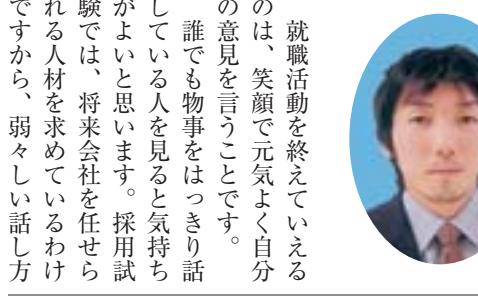 就職活動を終えていえる
のは、笑顔で元気よく自分
の意見を言うことです。
誰でも物事をはっきり話
している人を見ると気持ち
がよいと思います。採用試
験では、将来会社を任せら
れる人材を求めているわけ
ですから、弱々しい話し方